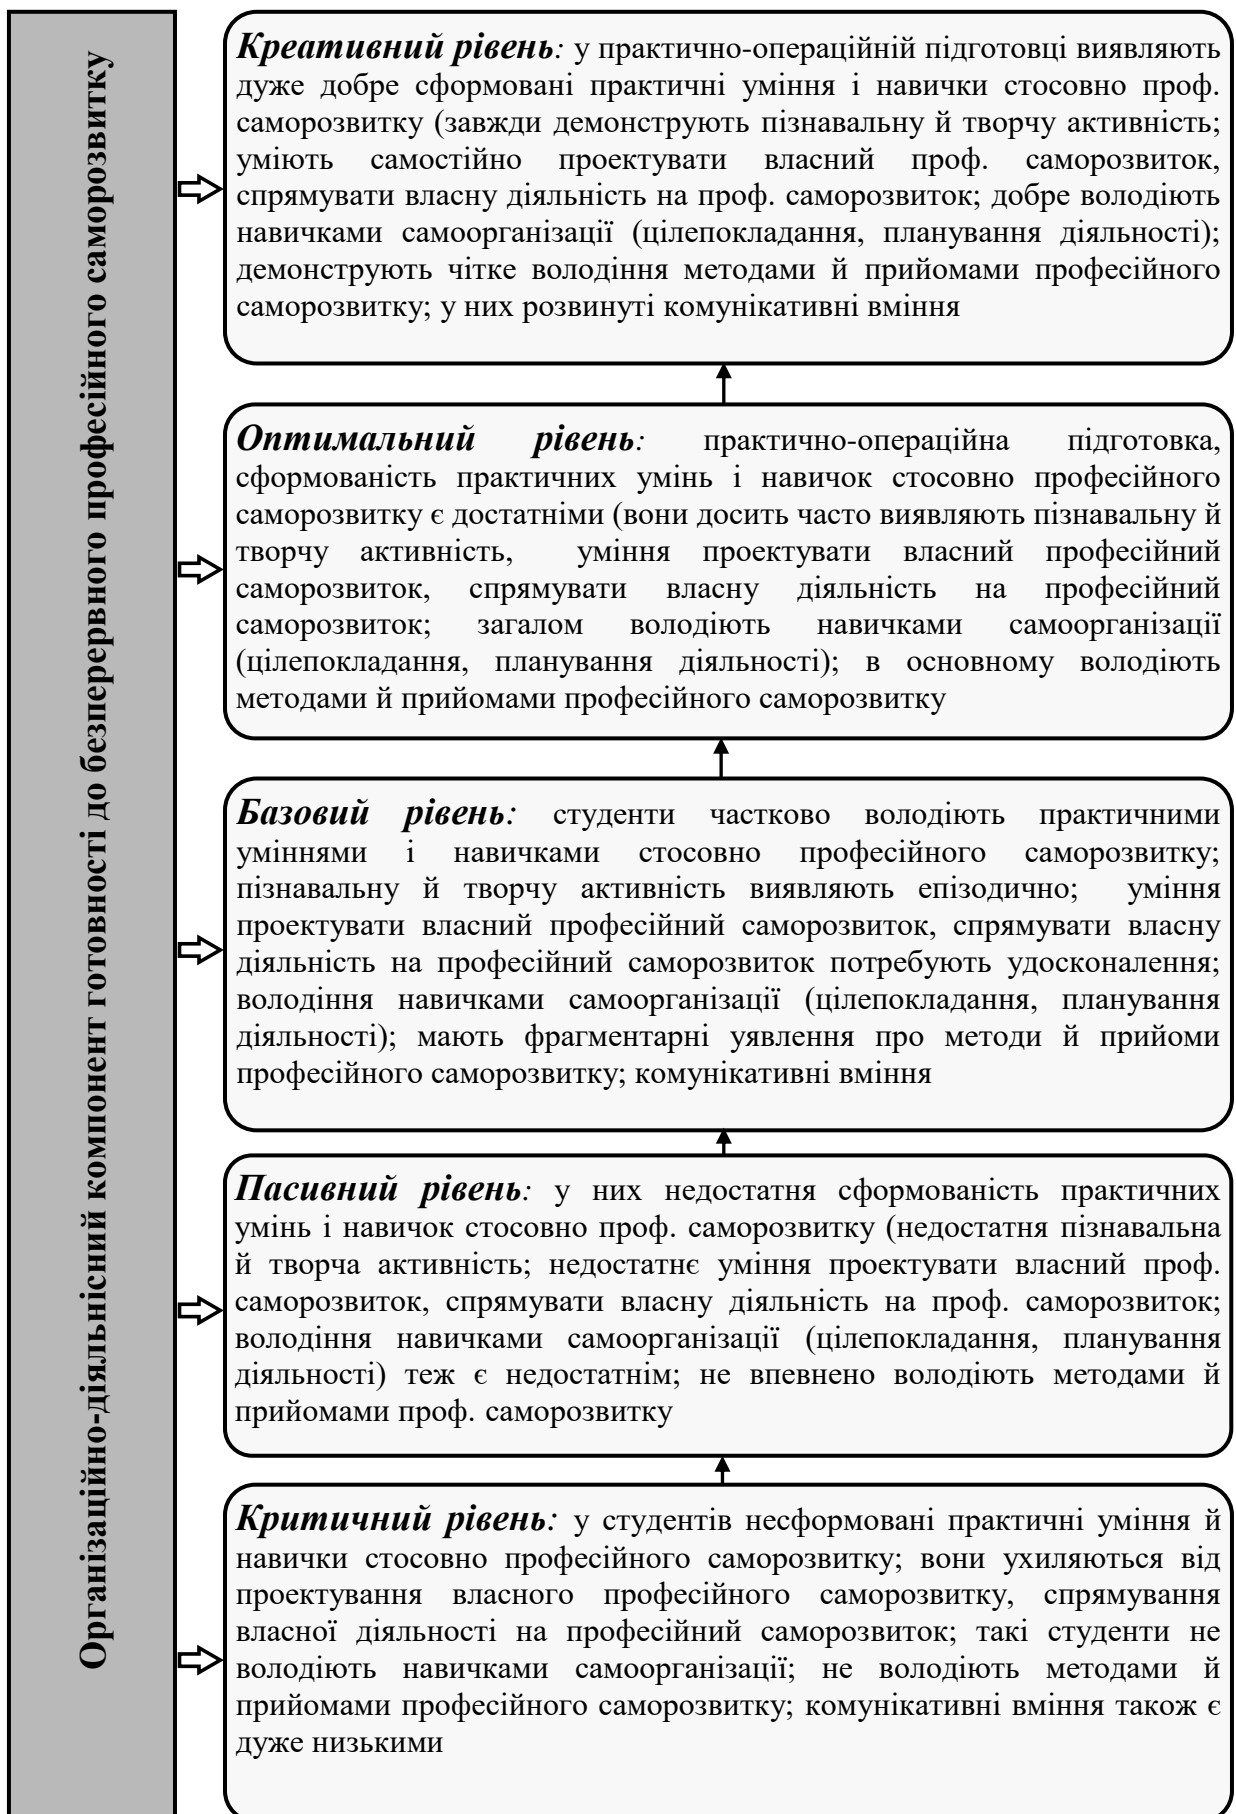 Організаційно-діяльнісний компонент готовності до безперервного професійного саморозвитку
Креативний рівень: у практично-операційній підготовці виявляють
дуже добре сформовані практичні уміння і навички стосовно проф.
саморозвитку (завжди демонструють пізнавальну й творчу активність;
уміють самостійно проектувати власний проф. саморозвиток,
спрямувати власну діяльність на проф. саморозвиток; добре володіють
навичками самоорганізації (цілепокладання, планування діяльності);
демонструють чітке володіння методами й прийомами професійного
саморозвитку; у них розвинуті комунікативні вміння
Оптимальний рівень: практично-операційна підготовка,
сформованість практичних умінь і навичок стосовно професійного
саморозвитку є достатніми (вони досить часто виявляють пізнавальну й
творчу активність, уміння проектувати власний професійний
саморозвиток, спрямувати власну діяльність на професійний
саморозвиток; загалом володіють навичками самоорганізації
(цілепокладання, планування діяльності); в основному володіють
методами й прийомами професійного саморозвитку
Базовий рівень: студенти частково володіють практичними
уміннями і навичками стосовно професійного саморозвитку;
пізнавальну й творчу активність виявляють епізодично; уміння
проектувати власний професійний саморозвиток, спрямувати власну
діяльність на професійний саморозвиток потребують удосконалення;
володіння навичками самоорганізації (цілепокладання, планування
діяльності); мають фрагментарні уявлення про методи й прийоми
професійного саморозвитку; комунікативні вміння
Пасивний рівень: у них недостатня сформованість практичних
умінь і навичок стосовно проф. саморозвитку (недостатня пізнавальна
й творча активність; недостатнє уміння проектувати власний проф.
саморозвиток, спрямувати власну діяльність на проф. саморозвиток;
володіння навичками самоорганізації (цілепокладання, планування
діяльності) теж є недостатнім; не впевнено володіють методами й
прийомами проф. саморозвитку
Критичний рівень: у студентів несформовані практичні уміння й
навички стосовно професійного саморозвитку; вони ухиляються від
проектування власного професійного саморозвитку, спрямування
власної діяльності на професійний саморозвиток; такі студенти не
володіють навичками самоорганізації; не володіють методами й
прийомами професійного саморозвитку; комунікативні вміння також є
дуже низькими